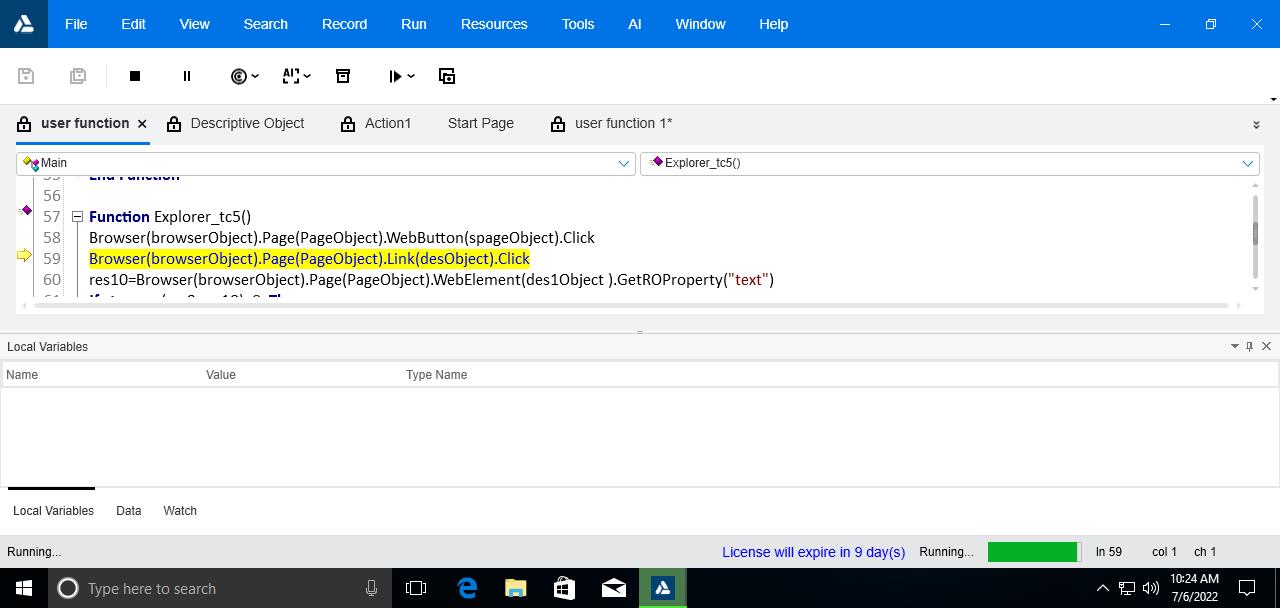 File Edit View Search Record Run Resources Tools AI Window Help
user function Descriptive Object Action1 Start Page user function 1*
Main Explorer_tc5()
55 End Function
56
57 Function Explorer_tc5()
58 Browser(browserObject).Page(PageObject).WebButton(spageObject).Click
59 Browser(browserObject).Page(PageObject).Link(desObject).Click
60 res10=Browser(browserObject).Page(PageObject).WebElement(des1Object ).GetROProperty("text")
Local Variables
Name Value Type Name
Local Variables Data Watch
Running... License will expire in 9 day(s) Running... ln 59 col 1 ch 1
Type here to search
10:24 AM
7/6/2022